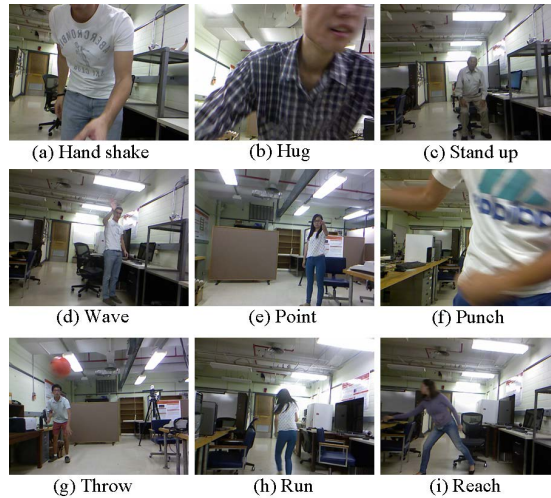 (a) Hand shake
(b) Hug
(c) Stand up
(d) Wave
(e) Point
(f) Punch
(g) Throw
(h) Run
(i) Reach